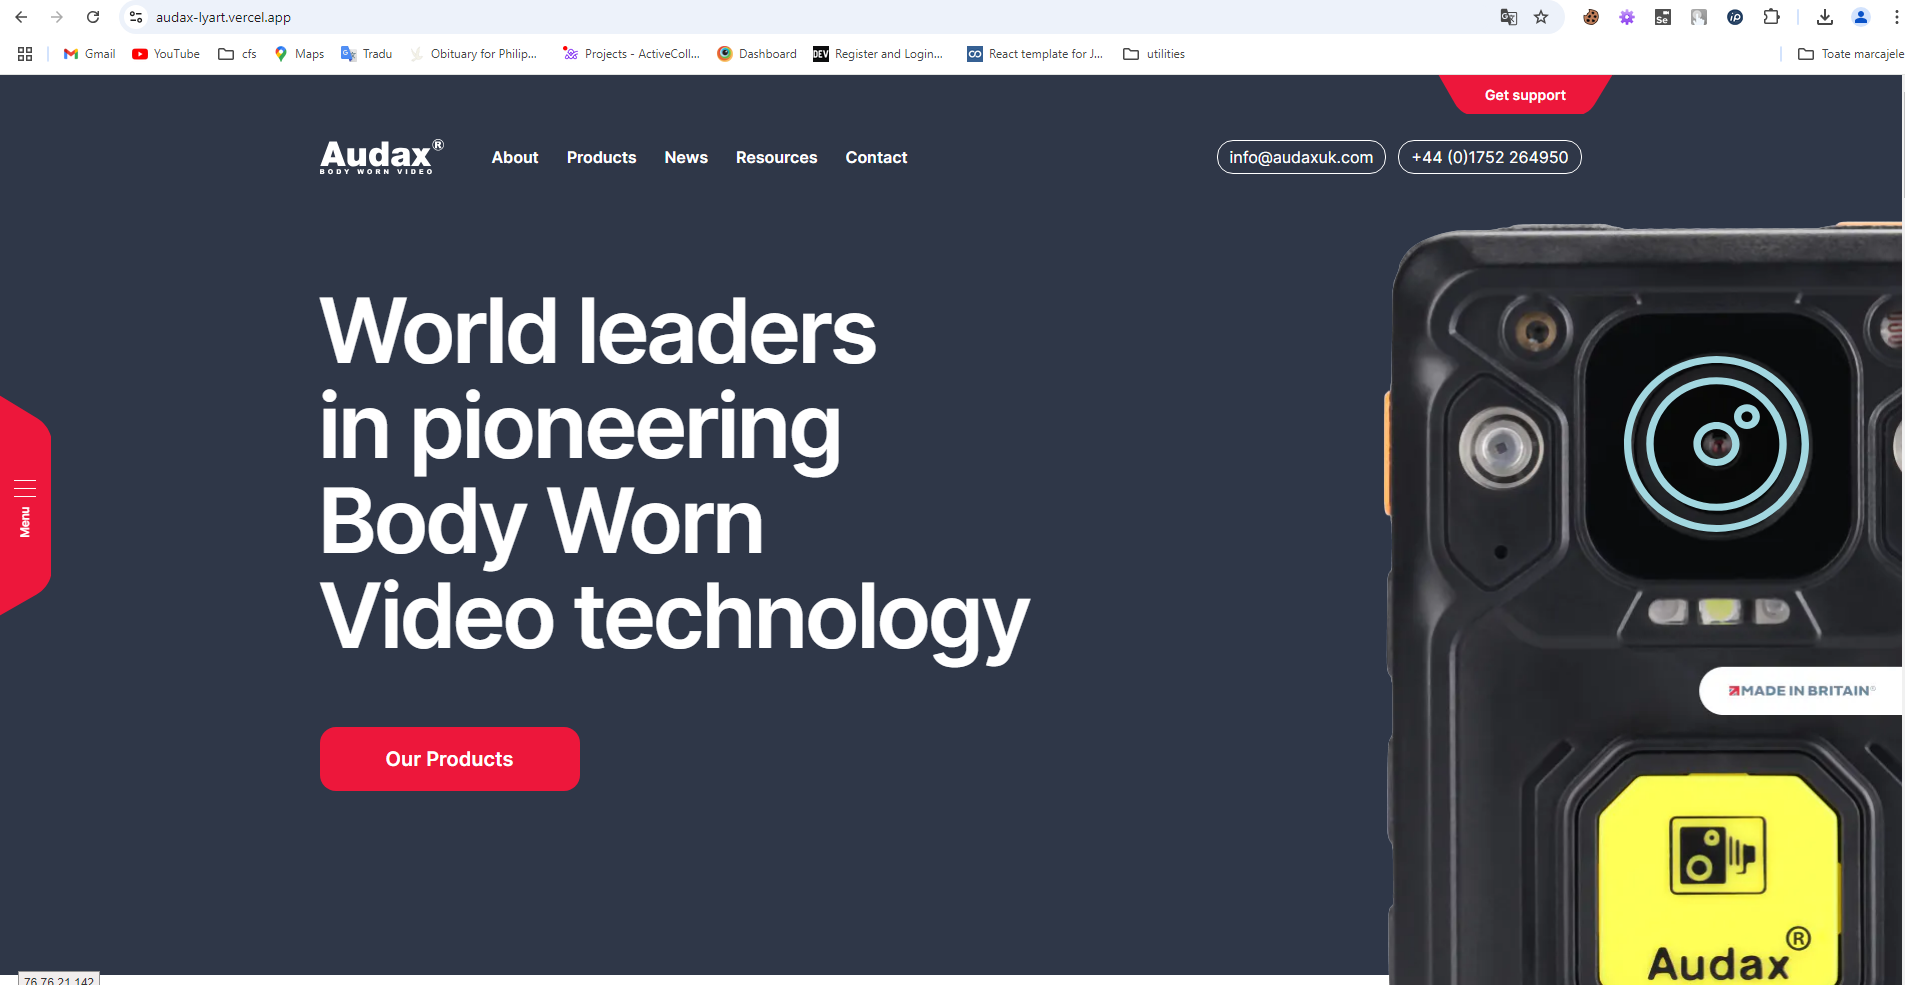 audax-lyart.vercel.app
Gmail
YouTube
cfs
Maps
Tradu
Obituary for Philip...
Projects - ActiveColl...
DEV
Register and Login...
Dashboard
React template for J...
utilities
Toate marcajele
Get support
Audax®
BODY WORN VIDEO
About
Products
News
Resources
Contact
info@audaxuk.com
+44 (0)1752 264950
World leaders
in pioneering
Body Worn
Video technology
Menu
MADE IN BRITAIN®
Our Products
Audax®
76.76.21.142